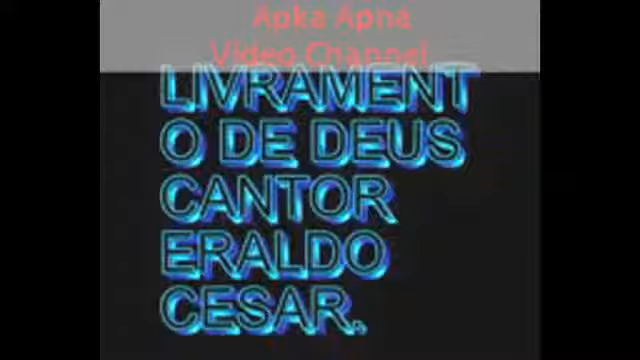 Apka Apna
Video Channel
LIVRAMENT
O DE DEUS
CANTOR
ERALDO
CESAR.